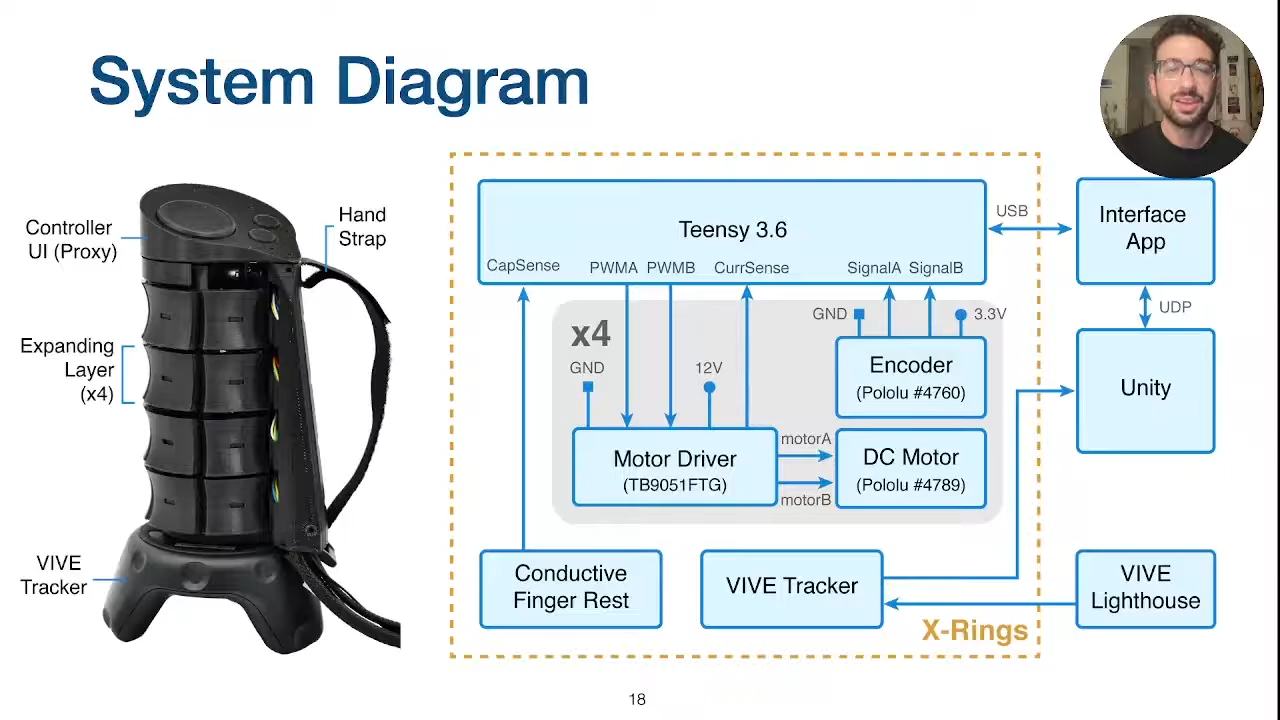 System Diagram
Controller
UI (Proxy)
Hand
Strap
Expanding
Layer
(x4)
VIVE
Tracker
Teensy 3.6
CapSense
PWMA
PWMB
CurrSense
SignalA
SignalB
USB
Interface
App
UDP
Unity
x4
GND
12V
GND
3.3V
Encoder
(Pololu #4760)
Motor Driver
(TB9051FTG)
motorA
motorB
DC Motor
(Pololu #4789)
Conductive
Finger Rest
VIVE Tracker
VIVE
Lighthouse
X-Rings
18